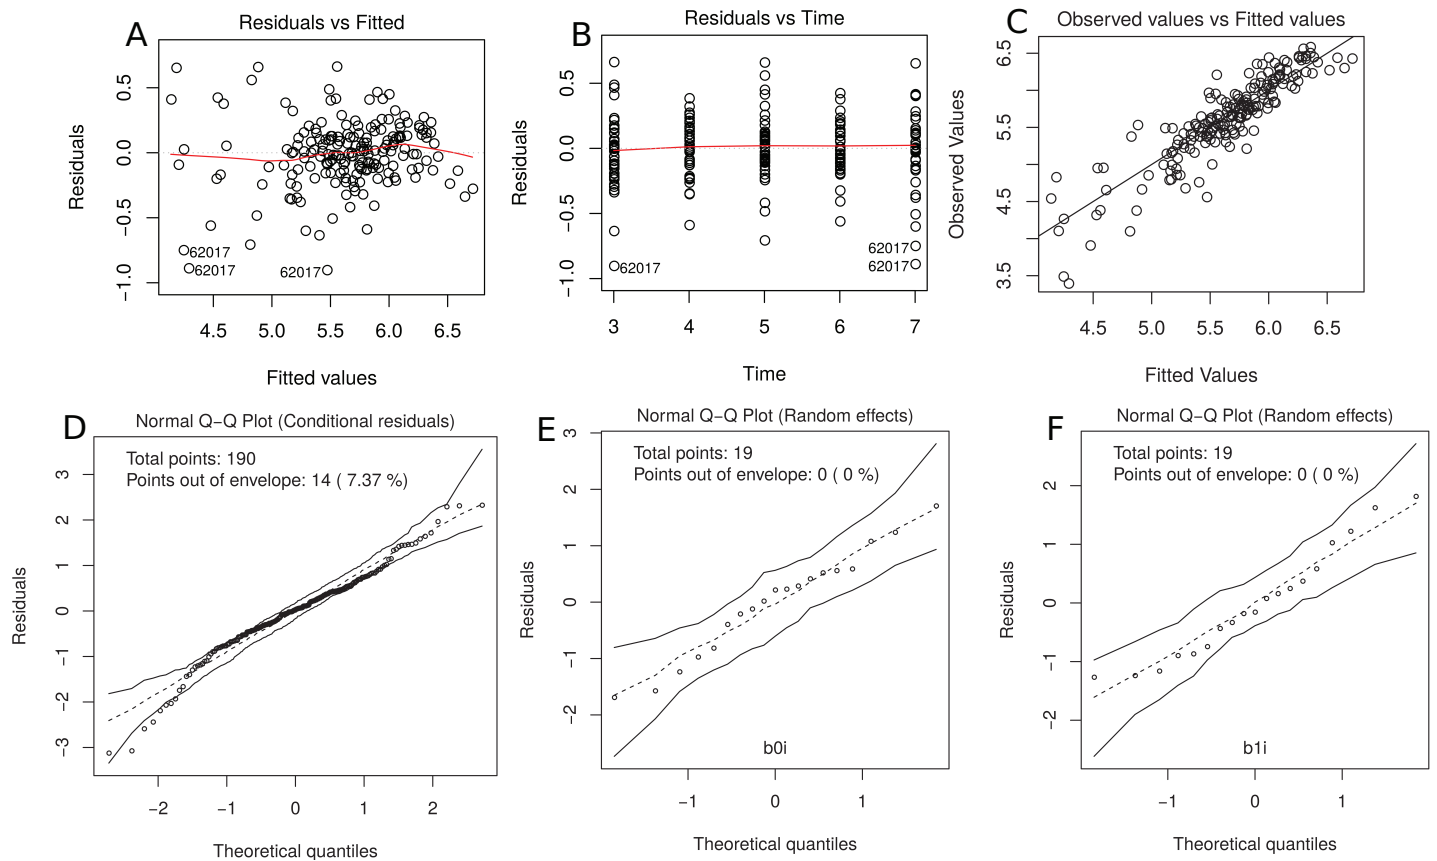 A
Residuals vs Fitted
Residuals
0.5
0.0
−0.5
−1.0
62017
62017
62017
4.5 5.0 5.5 6.0 6.5
Fitted values
B
Residuals vs Time
Residuals
0.5
0.0
−0.5
−1.0
62017
62017
62017
3 4 5 6 7
Time
C
Observed values vs Fitted values
Observed Values
6.5
5.5
4.5
3.5
4.5 5.0 5.5 6.0 6.5
Fitted Values
D
Normal Q−Q Plot (Conditional residuals)
Total points: 190
Points out of envelope: 14 ( 7.37 %)
Residuals
3
2
1
0
−1
−2
−3
−2 −1 0 1 2
Theoretical quantiles
E
Normal Q−Q Plot (Random effects)
Total points: 19
Points out of envelope: 0 ( 0 %)
Residuals
3
2
1
0
−1
−2
b0i
−1 0 1
Theoretical quantiles
F
Normal Q−Q Plot (Random effects)
Total points: 19
Points out of envelope: 0 ( 0 %)
Residuals
2
1
0
−1
−2
b1i
−1 0 1
Theoretical quantiles